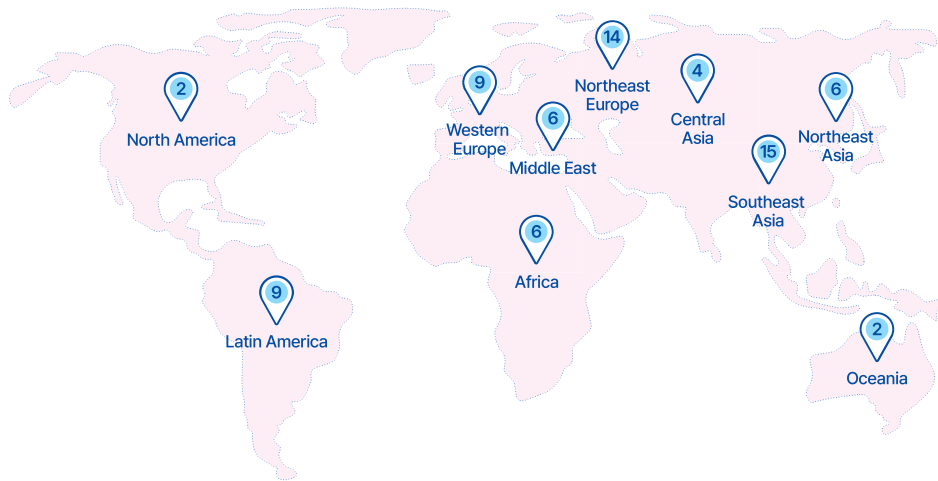 14
Northeast
Europe
4
Central
Asia
2
North America
9
Western
Europe
6
Northeast
Asia
6
Middle East
15
Southeast
Asia
6
Africa
9
Latin America
2
Oceania